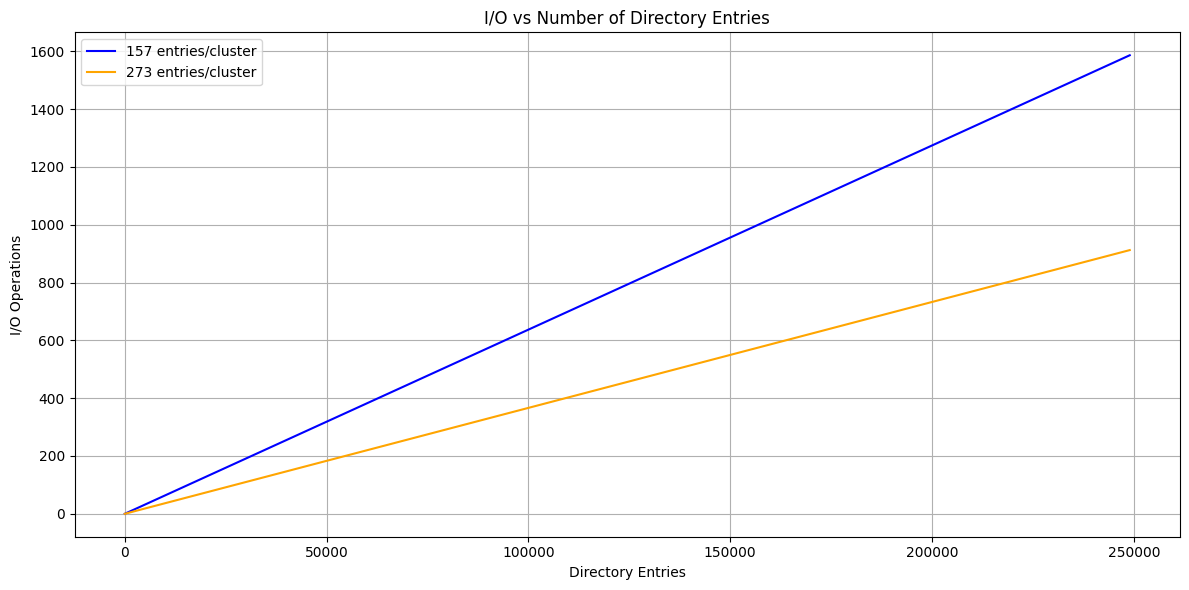 I/O vs Number of Directory Entries
157 entries/cluster
273 entries/cluster
1600
1400
1200
1000
800
600
400
200
0
I/O Operations
0 50000 100000 150000 200000 250000
Directory Entries